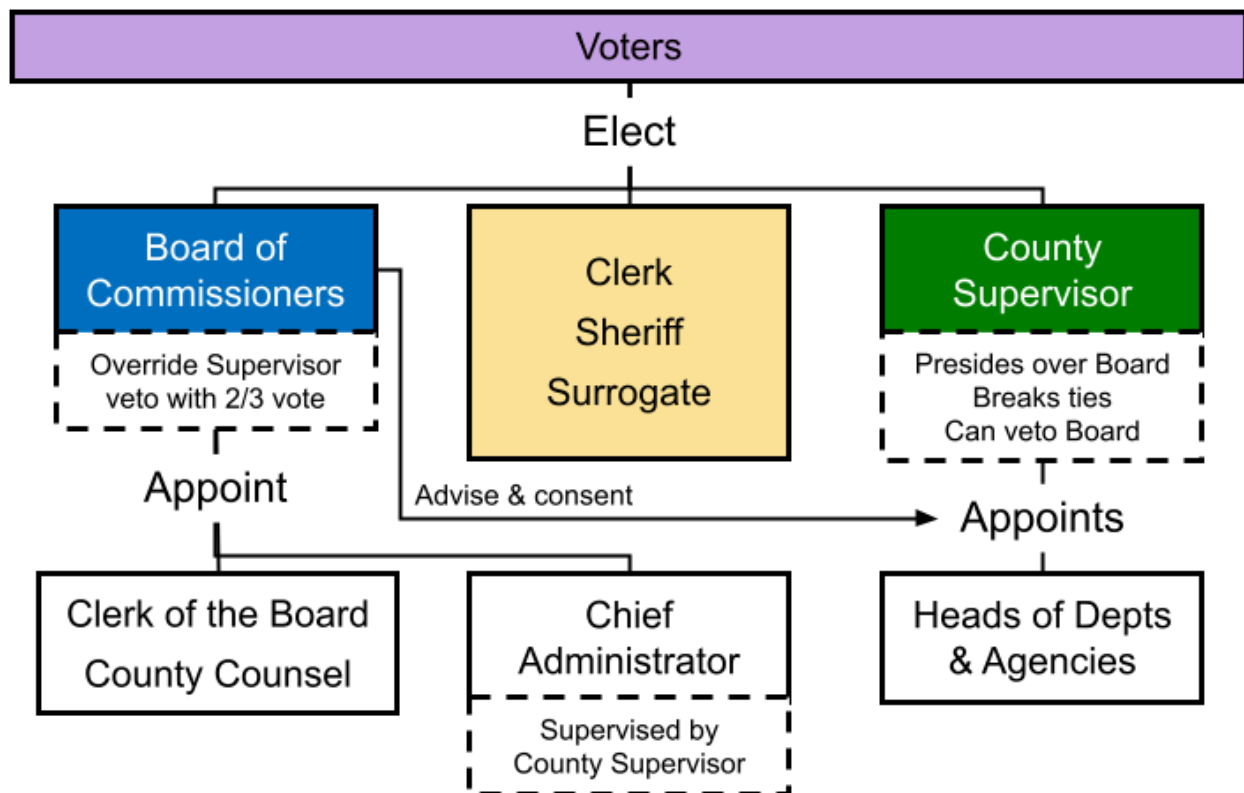 Voters
Elect
Board of
Commissioners
Override Supervisor
veto with 2/3 vote
Clerk
Sheriff
Surrogate
County
Supervisor
Presides over Board
Breaks ties
Can veto Board
Appoint
Advise & consent
Appoints
Clerk of the Board
County Counsel
Chief
Administrator
Supervised by
County Supervisor
Heads of Depts
& Agencies